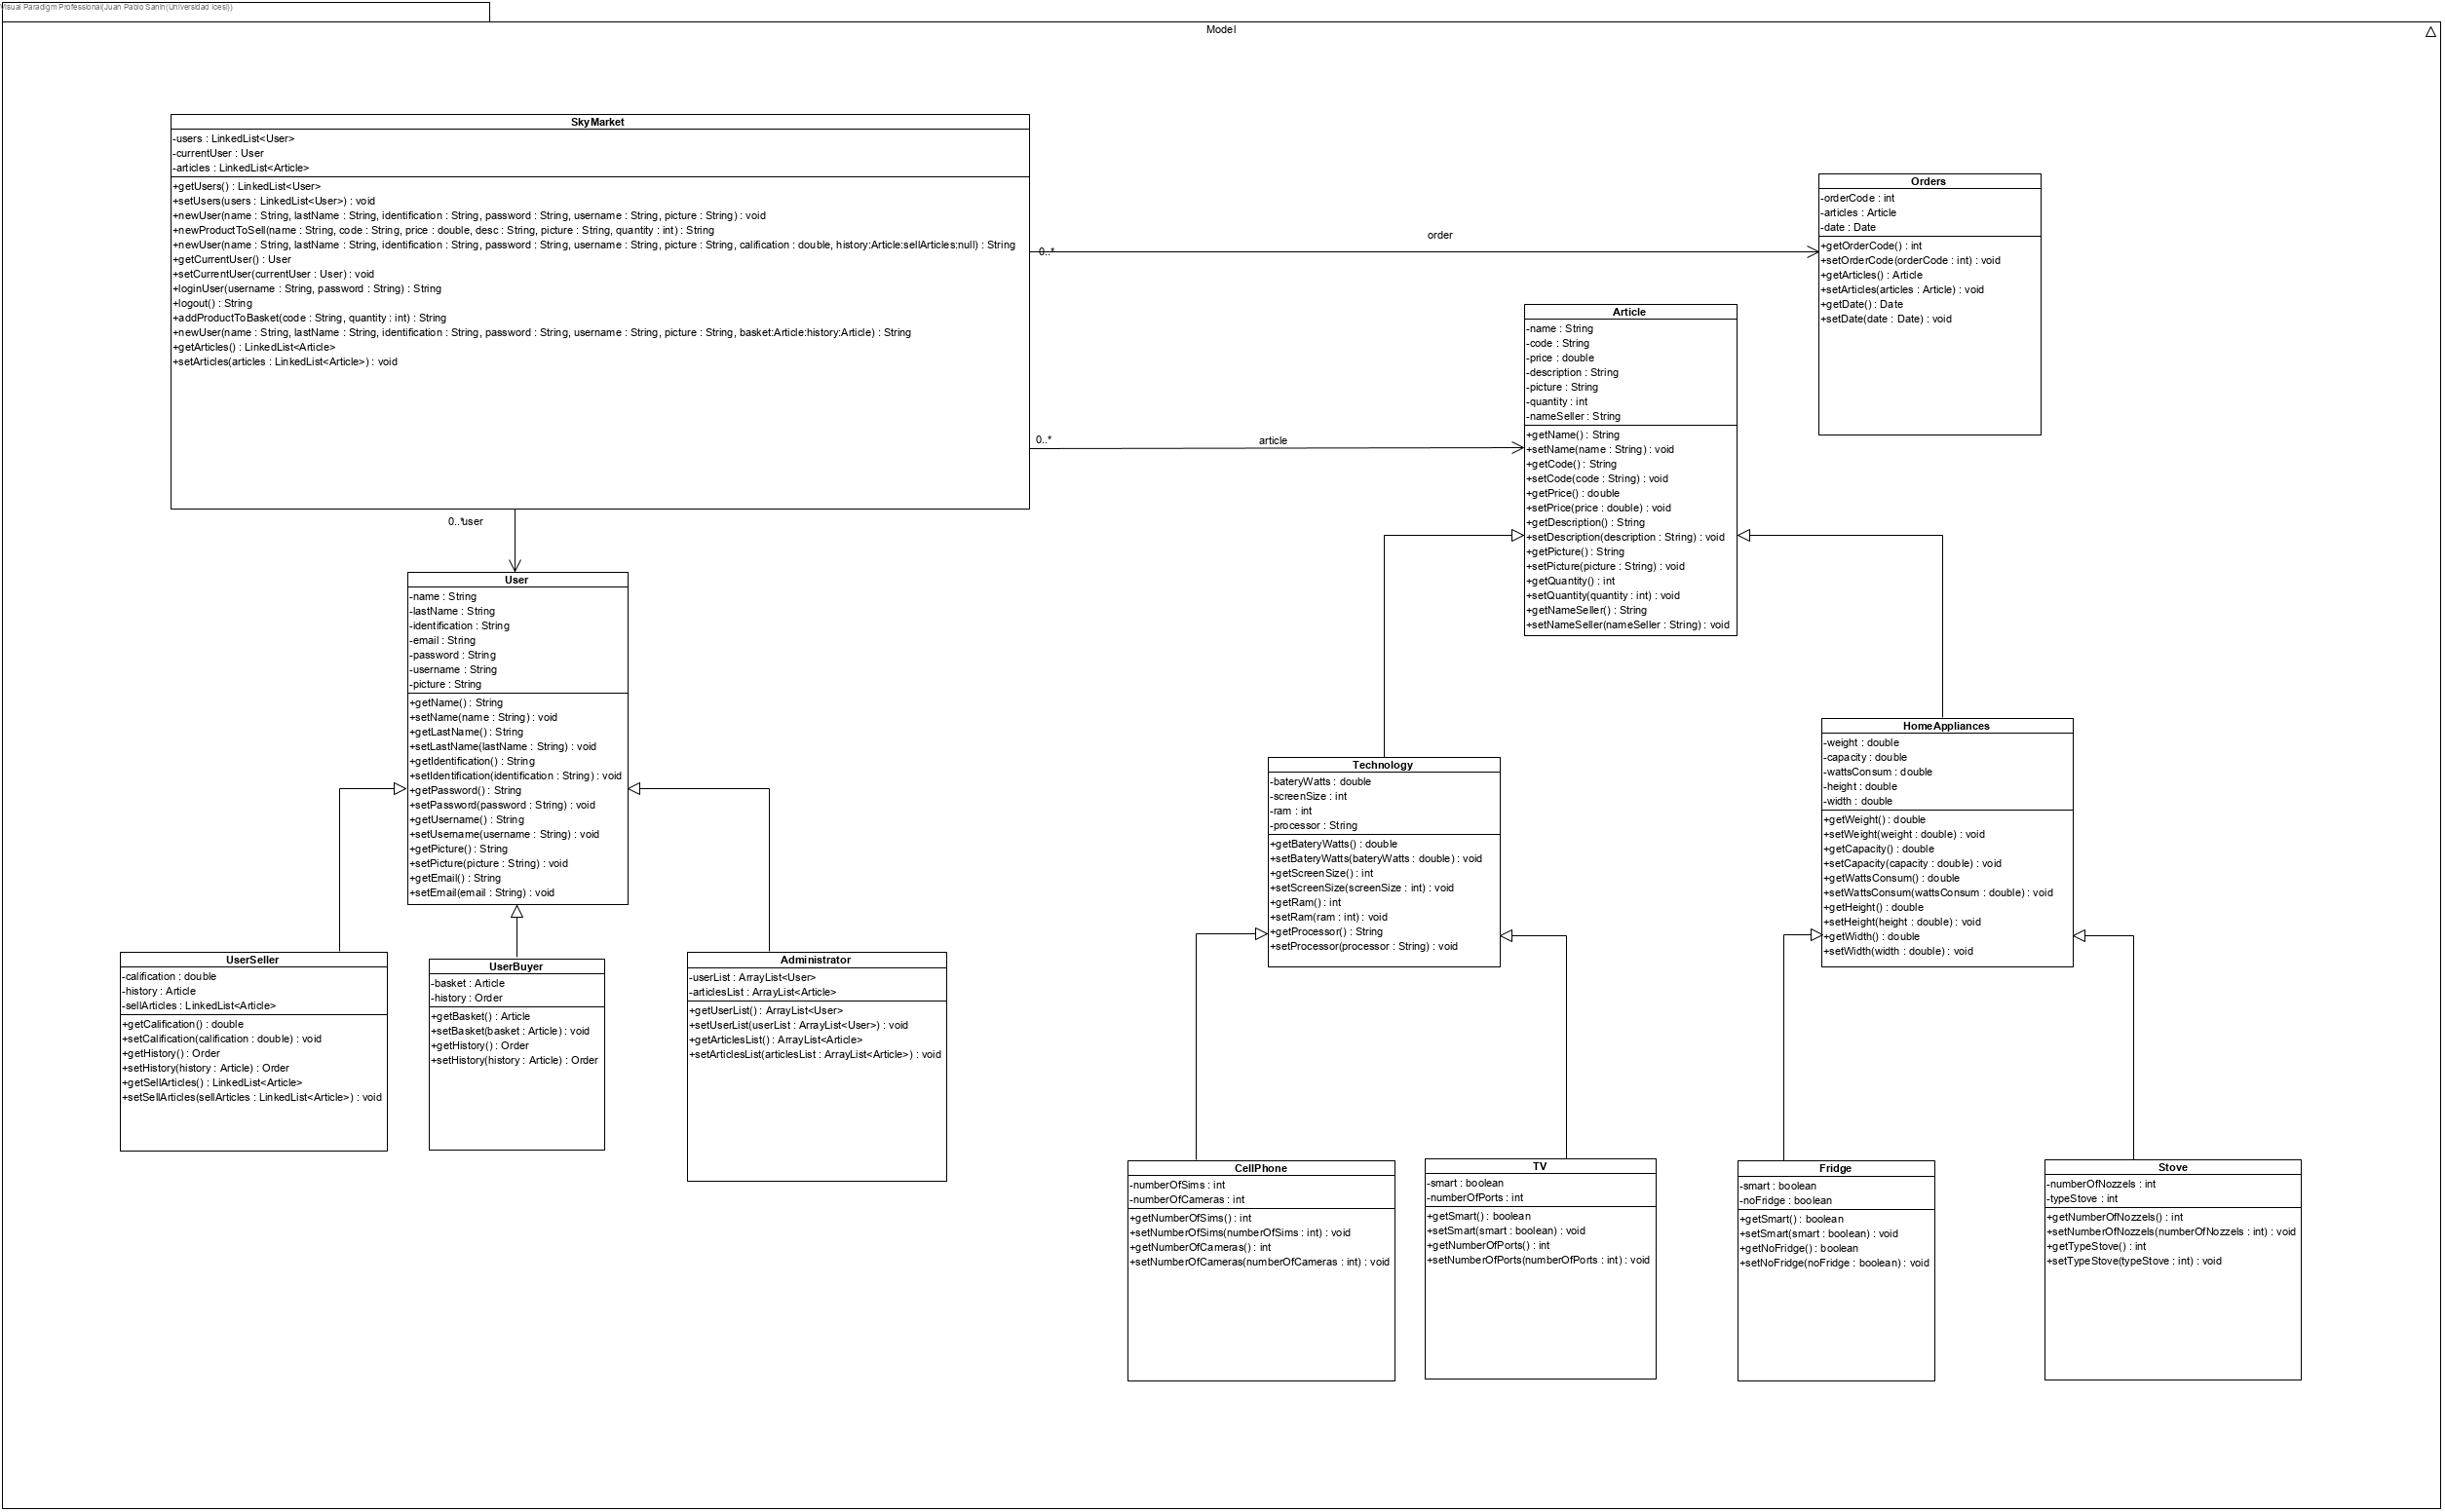 Visual Paradigm Professional(Juan Pablo Sanin(Universidad Icesi))
Model
SkyMarket
-users : LinkedList<User>
-currentUser : User
-articles : LinkedList<Article>
+getUsers() : LinkedList<User>
+setUsers(users : LinkedList<User>) : void
+newUser(name : String, lastName : String, identification : String, password : String, username : String, picture : String) : void
+newProductToSell(name : String, code : String, price : double, desc : String, picture : String, quantity : int) : String
+newUser(name : String, lastName : String, identification : String, password : String, username : String, picture : String, calification : double, history:Article:sellArticles:null) : String
+getCurrentUser() : User
+setCurrentUser(currentUser : User) : void
+loginUser(username : String, password : String) : String
+logout() : String
+addProductToBasket(code : String, quantity : int) : String
+newUser(name : String, lastName : String, identification : String, password : String, username : String, picture : String, basket:Article:history:Article) : String
+getArticles() : LinkedList<Article>
+setArticles(articles : LinkedList<Article>) : void
0..*
order
0..*
article
0..*
user
Orders
-orderCode : int
-articles : Article
-date : Date
+getOrderCode() : int
+setOrderCode(orderCode : int) : void
+getArticles() : Article
+setArticles(articles : Article) : void
+getDate() : Date
+setDate(date : Date) : void
Article
-name : String
-code : String
-price : double
-description : String
-picture : String
-quantity : int
-nameSeller : String
+getName() : String
+setName(name : String) : void
+getCode() : String
+setCode(code : String) : void
+getPrice() : double
+setPrice(price : double) : void
+getDescription() : String
+setDescription(description : String) : void
+getPicture() : String
+setPicture(picture : String) : void
+getQuantity() : int
+setQuantity(quantity : int) : void
+getNameSeller() : String
+setNameSeller(nameSeller : String) : void
User
-name : String
-lastName : String
-identification : String
-email : String
-password : String
-username : String
-picture : String
+getName() : String
+setName(name : String) : void
+getLastName() : String
+setLastName(lastName : String) : void
+getIdentification() : String
+setIdentification(identification : String) : void
+getPassword() : String
+setPassword(password : String) : void
+getUsername() : String
+setUsername(username : String) : void
+getPicture() : String
+setPicture(picture : String) : void
+getEmail() : String
+setEmail(email : String) : void
Technology
-bateryWatts : double
-screenSize : int
-ram : int
-processor : String
+getBateryWatts() : double
+setBateryWatts(bateryWatts : double) : void
+getScreenSize() : int
+setScreenSize(screenSize : int) : void
+getRam() : int
+setRam(ram : int) : void
+getProcessor() : String
+setProcessor(processor : String) : void
HomeAppliances
-weight : double
-capacity : double
-wattsConsum : double
-height : double
-width : double
+getWeight() : double
+setWeight(weight : double) : void
+getCapacity() : double
+setCapacity(capacity : double) : void
+getWattsConsum() : double
+setWattsConsum(wattsConsum : double) : void
+getHeight() : double
+setHeight(height : double) : void
+getWidth() : double
+setWidth(width : double) : void
UserSeller
-calification : double
-history : Article
-sellArticles : LinkedList<Article>
+getCalification() : double
+setCalification(calification : double) : void
+getHistory() : Order
+setHistory(history : Article) : Order
+getSellArticles() : LinkedList<Article>
+setSellArticles(sellArticles : LinkedList<Article>) : void
UserBuyer
-basket : Article
-history : Order
+getBasket() : Article
+setBasket(basket : Article) : void
+getHistory() : Order
+setHistory(history : Article) : Order
Administrator
-userList : ArrayList<User>
-articlesList : ArrayList<Article>
+getUserList() : ArrayList<User>
+setUserList(userList : ArrayList<User>) : void
+getArticlesList() : ArrayList<Article>
+setArticlesList(articlesList : ArrayList<Article>) : void
CellPhone
-numberOfSims : int
-numberOfCameras : int
+getNumberOfSims() : int
+setNumberOfSims(numberOfSims : int) : void
+getNumberOfCameras() : int
+setNumberOfCameras(numberOfCameras : int) : void
TV
-smart : boolean
-numberOfPorts : int
+getSmart() : boolean
+setSmart(smart : boolean) : void
+getNumberOfPorts() : int
+setNumberOfPorts(numberOfPorts : int) : void
Fridge
-smart : boolean
-noFridge : boolean
+getSmart() : boolean
+setSmart(smart : boolean) : void
+getNoFridge() : boolean
+setNoFridge(noFridge : boolean) : void
Stove
-numberOfNozzels : int
-typeStove : int
+getNumberOfNozzels() : int
+setNumberOfNozzels(numberOfNozzels : int) : void
+getTypeStove() : int
+setTypeStove(typeStove : int) : void